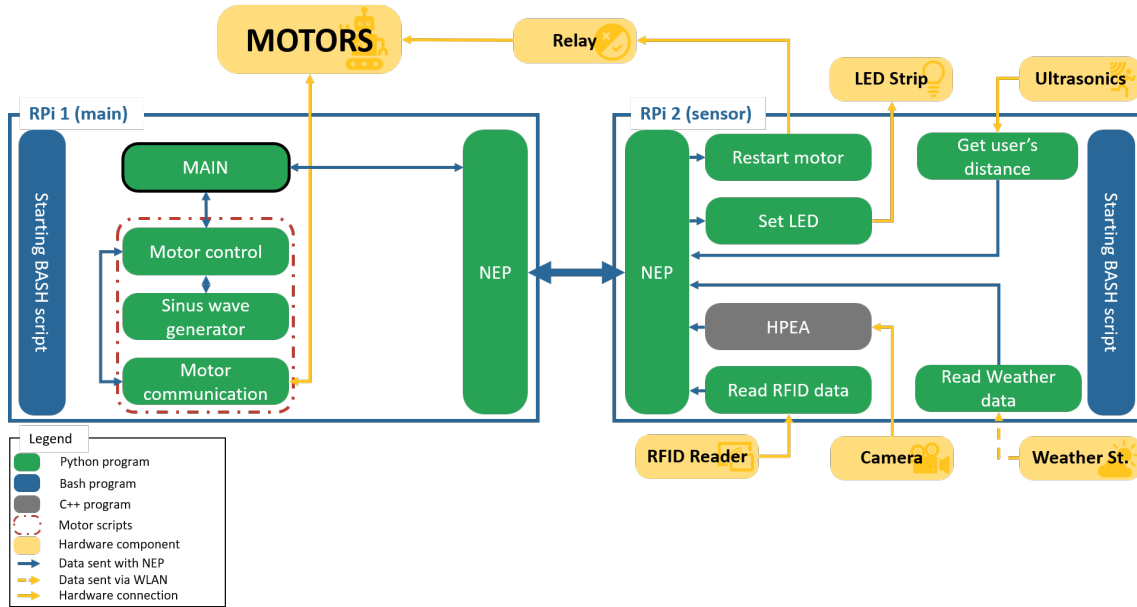 MOTORS
Relay
LED Strip
Ultrasonics
RPi 1 (main)
Starting BASH script
MAIN
Motor control
Sinus wave
generator
Motor
communication
NEP
RPi 2 (sensor)
NEP
Restart motor
Set LED
HPEA
Read RFID data
Get user's
distance
Read Weather
data
Starting BASH script
RFID Reader
Camera
Weather St.
Legend
Python program
Bash program
C++ program
Motor scripts
Hardware component
Data sent with NEP
Data sent via WLAN
Hardware connection